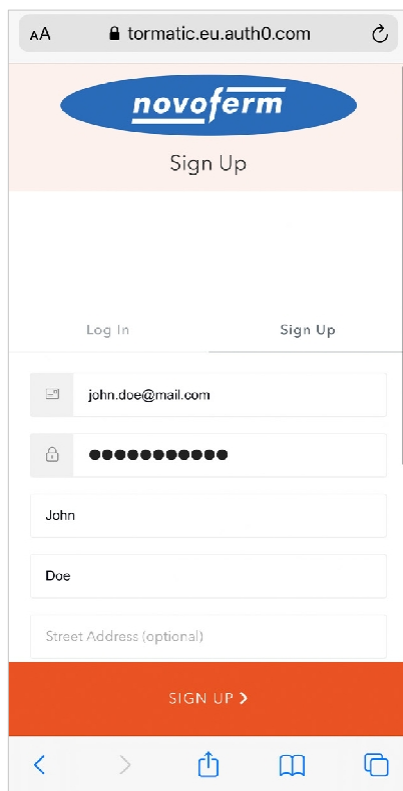 AA tormatic.eu.auth0.com
novoferm
Sign Up
Log In Sign Up
john.doe@mail.com
●●●●●●●●●●●
John
Doe
Street Address (optional)
SIGN UP >